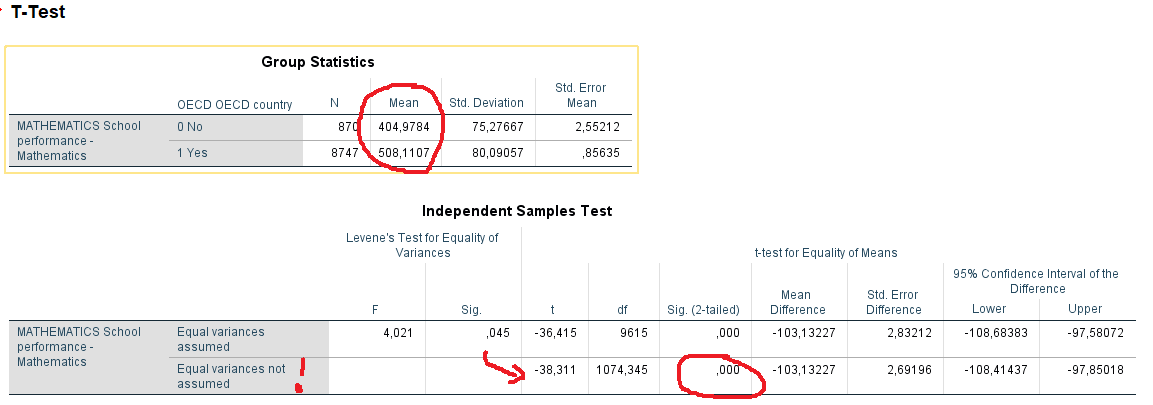 T-Test
Group Statistics
OECD OECD country N Mean Std. Deviation Std. Error Mean
MATHEMATICS School performance - Mathematics 0 No 870 404,9784 75,27667 2,55212
1 Yes 8747 508,1107 80,09057 ,85635
Independent Samples Test
Levene's Test for Equality of Variances t-test for Equality of Means
95% Confidence Interval of the Difference
F Sig. t df Sig. (2-tailed) Mean Difference Std. Error Difference Lower Upper
MATHEMATICS School performance - Mathematics Equal variances assumed 4,021 ,045 -36,415 9615 ,000 -103,13227 2,83212 -108,68383 -97,58072
Equal variances not assumed ! -38,311 1074,345 ,000 -103,13227 2,69196 -108,41437 -97,85018